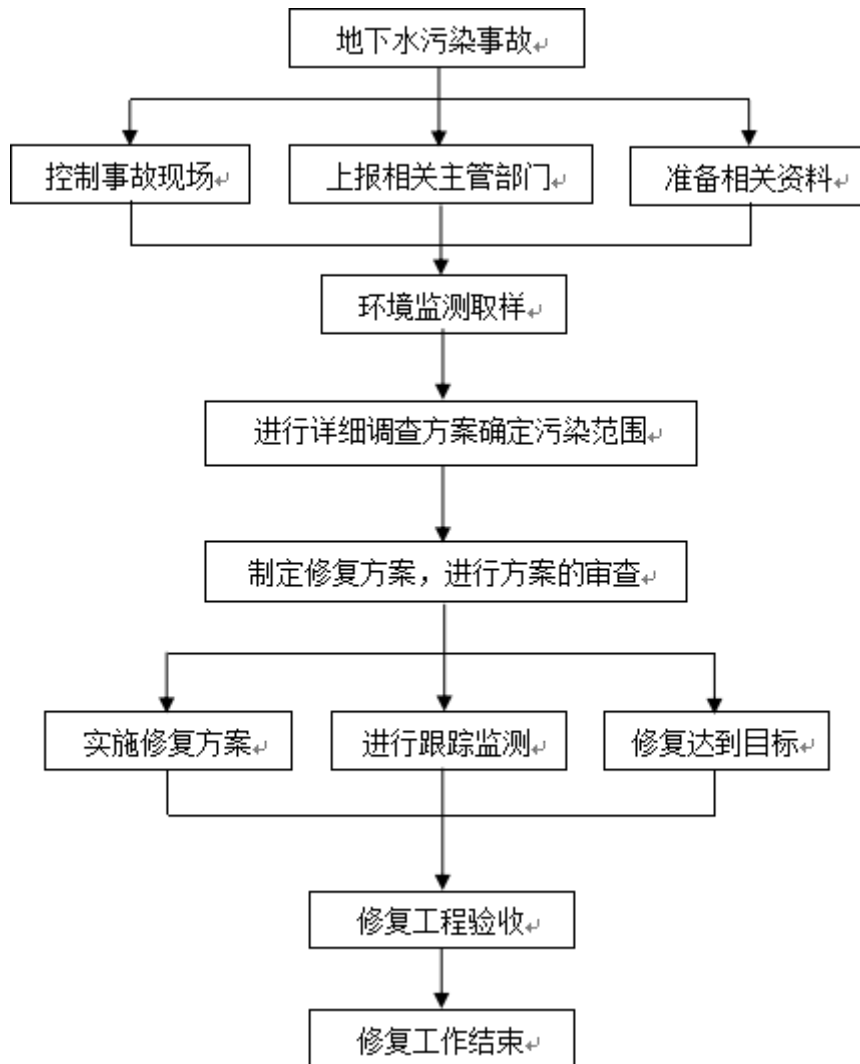 地下水污染事故
控制事故现场
上报相关主管部门
准备相关资料
环境监测取样
进行详细调查方案确定污染范围
制定修复方案，进行方案的审查
实施修复方案
进行跟踪监测
修复达到目标
修复工程验收
修复工作结束